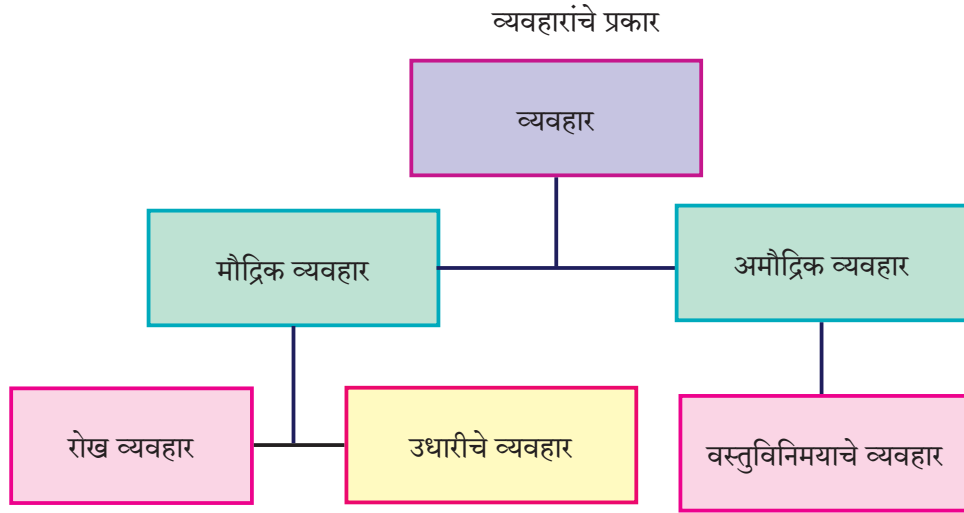 व्यवहारांचे प्रकार
व्यवहार
मौद्रिक व्यवहार
अमौद्रिक व्यवहार
रोख व्यवहार
उधारीचे व्यवहार
वस्तुविनिमयाचे व्यवहार